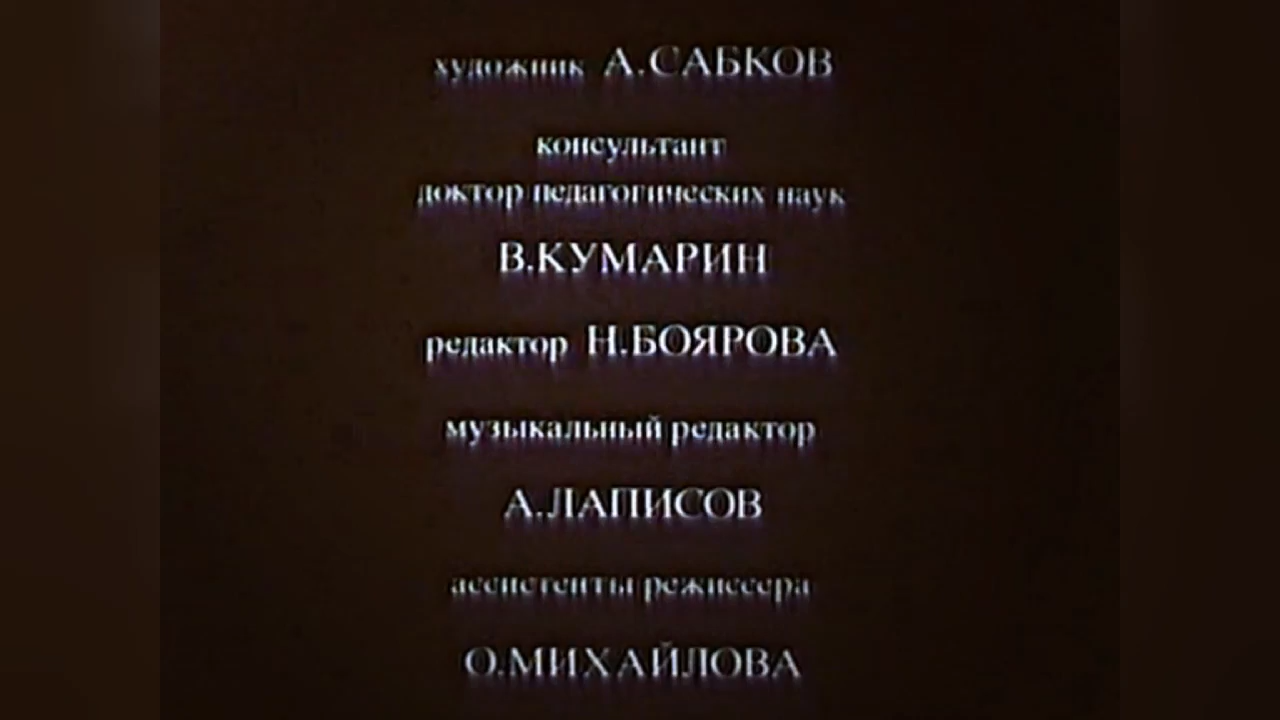 художник А.САБКОВ
консультант
доктор педагогических наук
В.КУМАРИН
редактор Н.БОЯРОВА
музыкальный редактор
А.ЛАПИСОВ
ассистенты режиссера
О.МИХАЙЛОВА